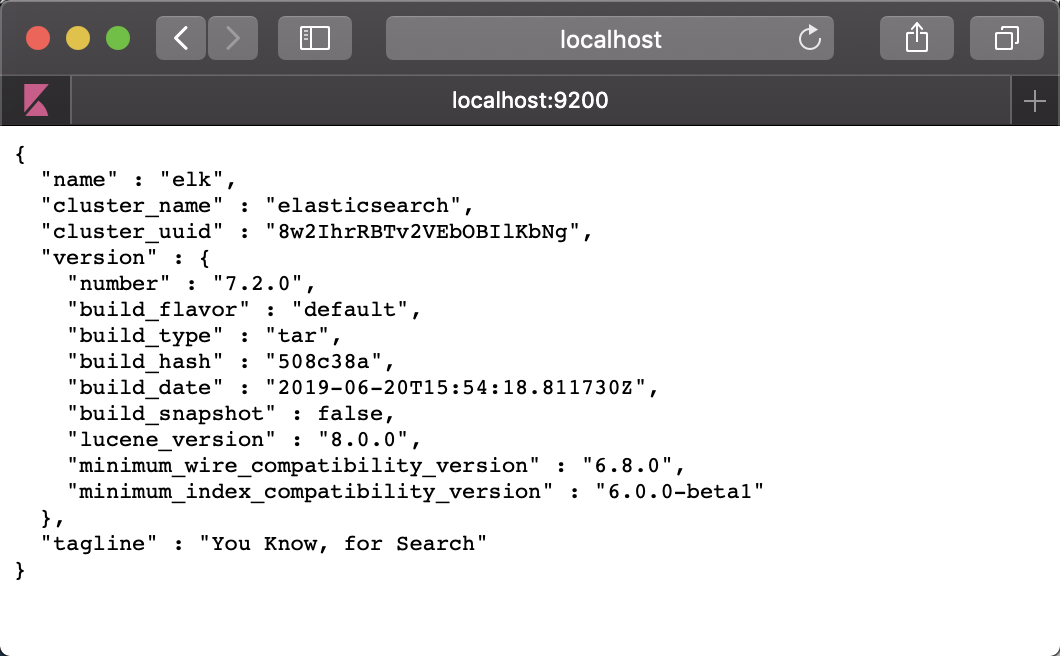 localhost
localhost:9200
{
  "name" : "elk",
  "cluster_name" : "elasticsearch",
  "cluster_uuid" : "8w2IhrRBTv2VEbOBIlKbNg",
  "version" : {
    "number" : "7.2.0",
    "build_flavor" : "default",
    "build_type" : "tar",
    "build_hash" : "508c38a",
    "build_date" : "2019-06-20T15:54:18.811730Z",
    "build_snapshot" : false,
    "lucene_version" : "8.0.0",
    "minimum_wire_compatibility_version" : "6.8.0",
    "minimum_index_compatibility_version" : "6.0.0-beta1"
  },
  "tagline" : "You Know, for Search"
}